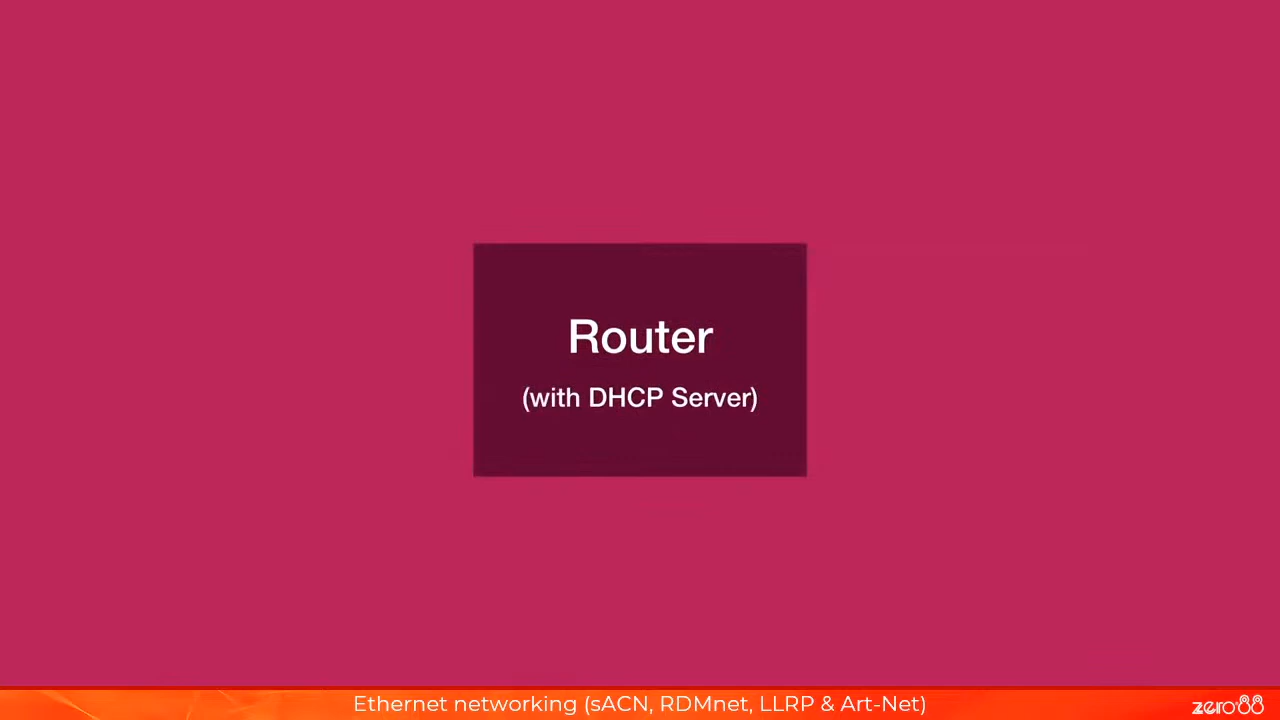 Router
(with DHCP Server)
Ethernet networking (sACN, RDMnet, LLRP & Art-Net)
zero88